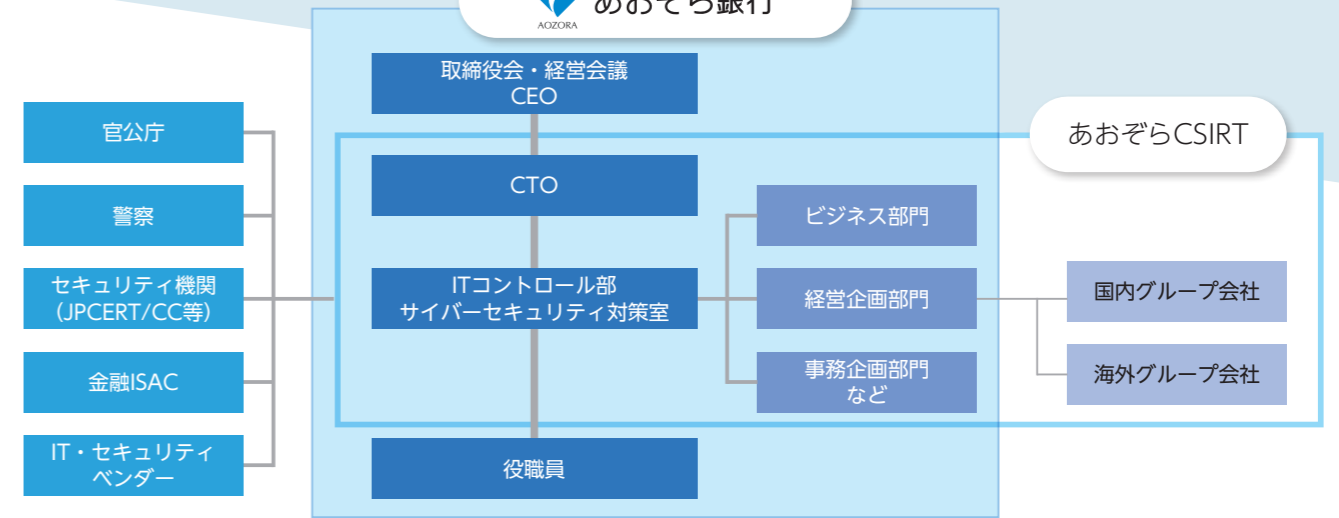 あおぞら銀行
AOZORA
取締役会・経営会議
CEO
官公庁
あおぞらCSIRT
CTO
警察
ビジネス部門
セキュリティ機関
（JPCERT/CC等）
ITコントロール部
サイバーセキュリティ対策室
経営企画部門
国内グループ会社
金融ISAC
事務企画部門
など
海外グループ会社
IT・セキュリティ
ベンダー
役職員